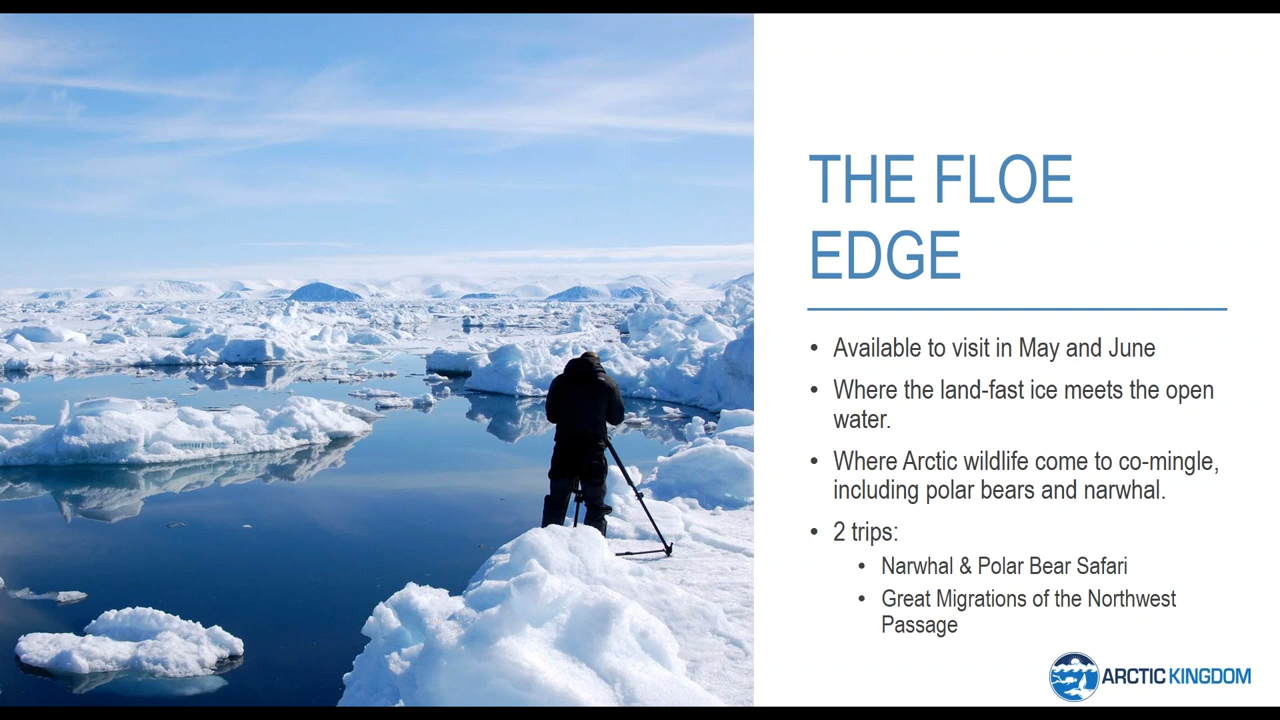 THE FLOE
EDGE
• Available to visit in May and June
• Where the land-fast ice meets the open
water.
• Where Arctic wildlife come to co-mingle,
including polar bears and narwhal.
• 2 trips:
• Narwhal & Polar Bear Safari
• Great Migrations of the Northwest
Passage
ARCTIC KINGDOM